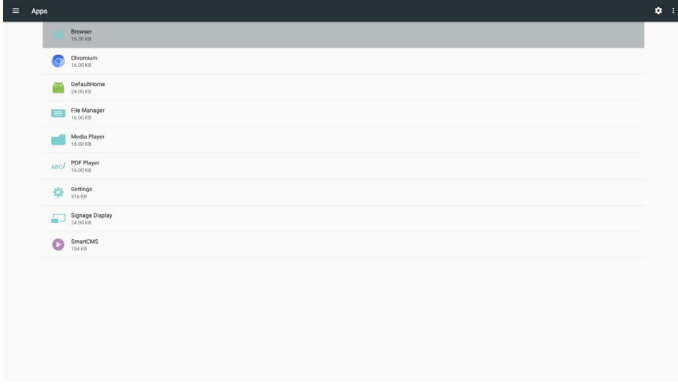 Apps
Browser
16.00 KB
Chromium
16.00 KB
DefaultHome
24.00 KB
File Manager
16.00 KB
Media Player
16.00 KB
ABC
PDF Player
16.00 KB
Settings
316 KB
Signage Display
24.00 KB
SmartCMS
104 KB